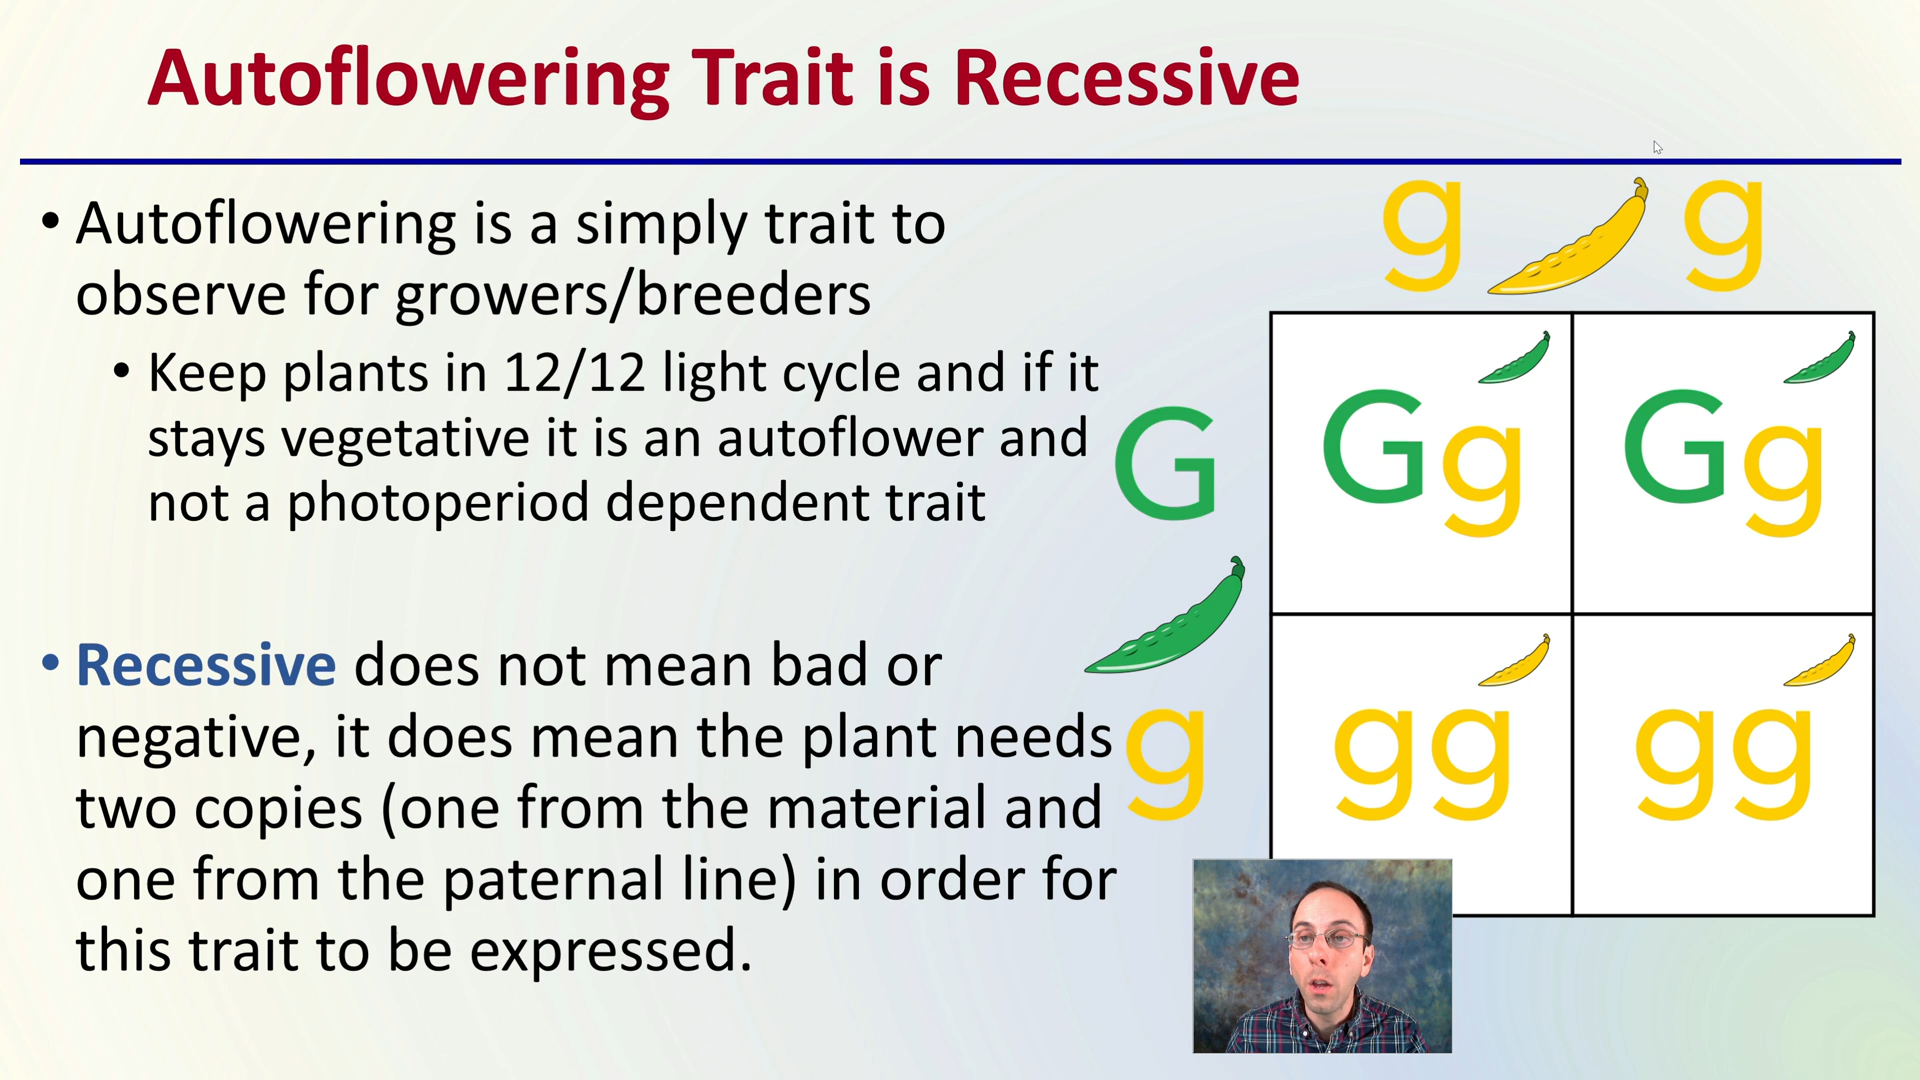 Autoflowering Trait is Recessive
• Autoflowering is a simply trait to
observe for growers/breeders
• Keep plants in 12/12 light cycle and if it
stays vegetative it is an autoflower and
not a photoperiod dependent trait
• Recessive does not mean bad or
negative, it does mean the plant needs
two copies (one from the material and
one from the paternal line) in order for
this trait to be expressed.
g g
G Gg Gg
g gg gg